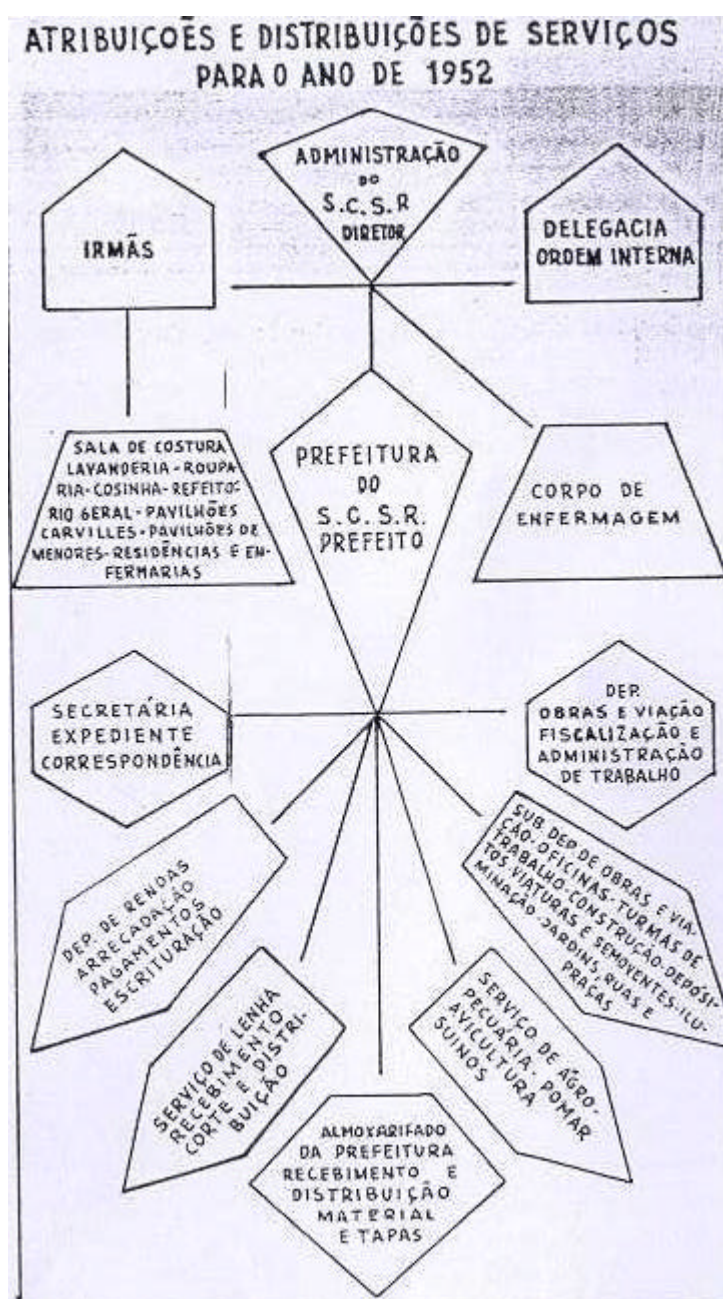 ATRIBUIÇOÊS E DISTRIBUIÇÕES DE SERVIÇOS
PARA O ANO DE 1952
ADMINISTRAÇÃO
DO
S.C.S.R
DIRETOR
IRMÃS
DELEGACIA
ORDEM INTERNA
SALA DE COSTURA
LAVANDERIA-ROUPA-
RIA-COSINHA-REFEITO-
RIO GERAL-PAVILHÕES
CARVILLES-PAVILHÕES DE
MENORES-RESIDÊNCIAS E EN-
FERMARIAS
PREFEITURA
DO
S.C.S.R.
PREFEITO
CORPO DE
ENFERMAGEM
SECRETÁRIA
EXPEDIENTE
CORRESPONDÊNCIA
DEP.
OBRAS E VIAÇÃO
FISCALIZAÇÃO E
ADMINISTRAÇÃO
DE TRABALHO
DEP. DE RENDAS
ARRECADAÇÃO
PAGAMENTOS
ESCRITURAÇÃO
SUB. DEP. DE OBRAS E VIA-
ÇÃO-OFICINAS-TURMAS DE
TRABALHO-CONSTRUÇÃO-DEPÓSI-
TOS VIATURAS E SEMOVENTES-ILU-
MINAÇÃO-JARDINS, RUAS E
PRAÇAS
SERVIÇO DE LENHA
RECEBIMENTO
CORTE E DISTRI-
BUIÇÃO
SERVIÇO DE ÁGRO-
PECUARIA-POMAR
AVICULTURA
SUINOS
ALMOXARIFADO
DA PREFEITURA
RECEBIMENTO E
DISTRIBUIÇÃO
MATERIAL
E TAPAS